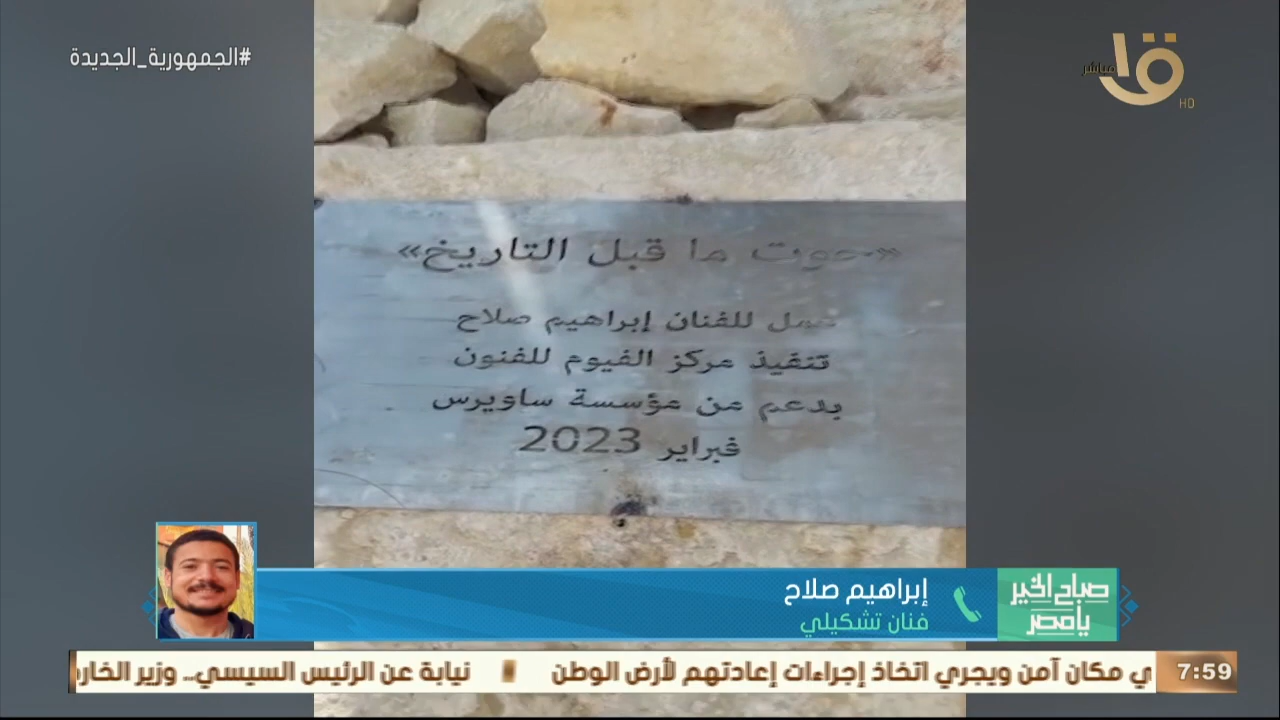 #الجمهورية_الجديدة
مباشر
HD
«حوت ما قبل التاريخ»
عمل للفنان إبراهيم صلاح
تنفيذ مركز الفيوم للفنون
بدعم من مؤسسة ساويرس
فبراير 2023
إبراهيم صلاح
فنان تشكيلي
صباح الخير
يا مصر
ي مكان آمن ويجري اتخاذ إجراءات إعادتهم لأرض الوطن نيابة عن الرئيس السيسي.. وزير الخار
7:59